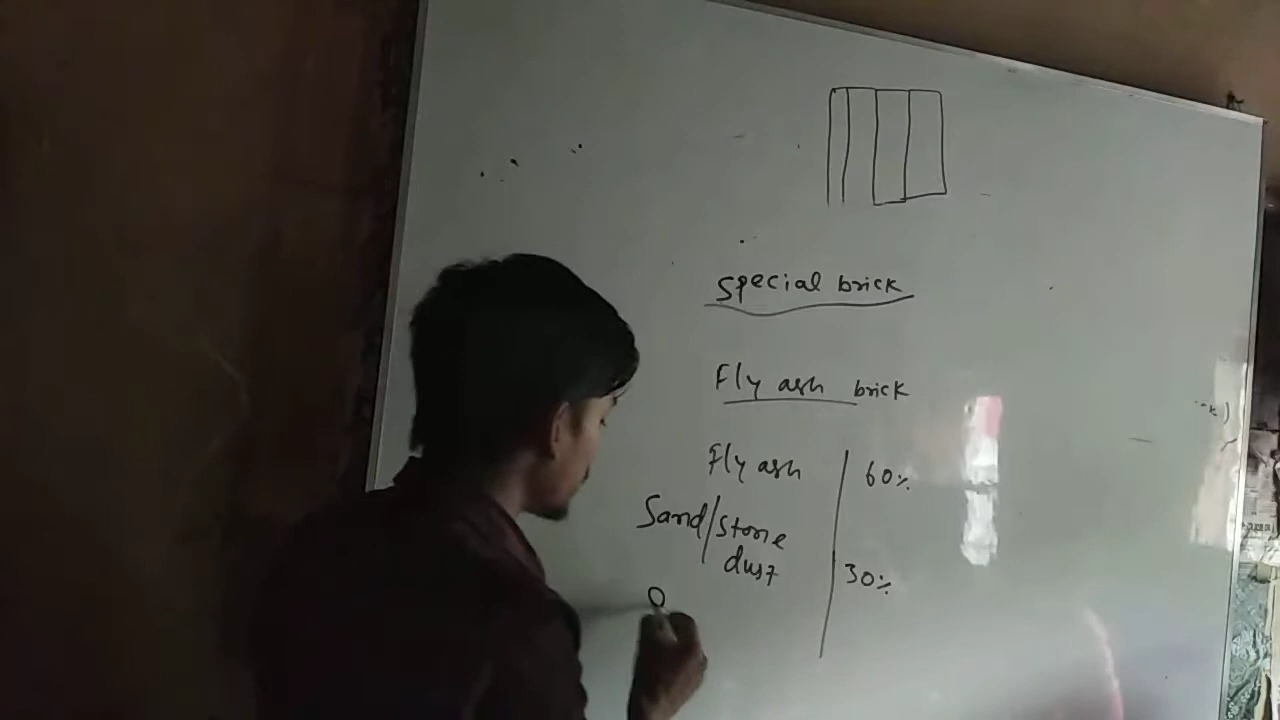 Special brick
Fly ash brick
Fly ash 60%
Sand/Stone
dust 30%
O